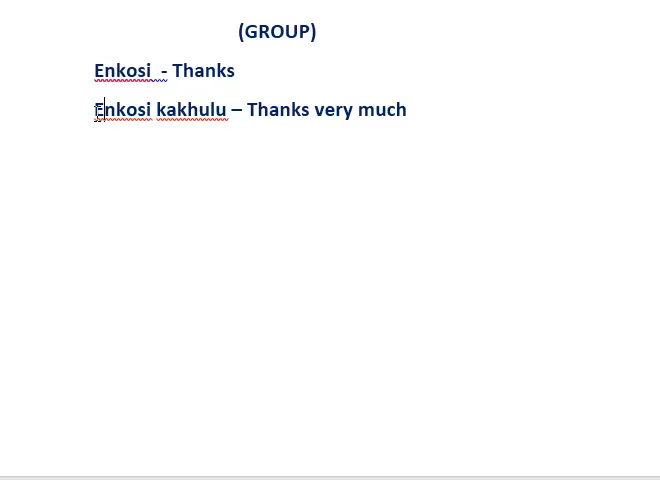 (GROUP)
Enkosi  - Thanks
Enkosi kakhulu – Thanks very much